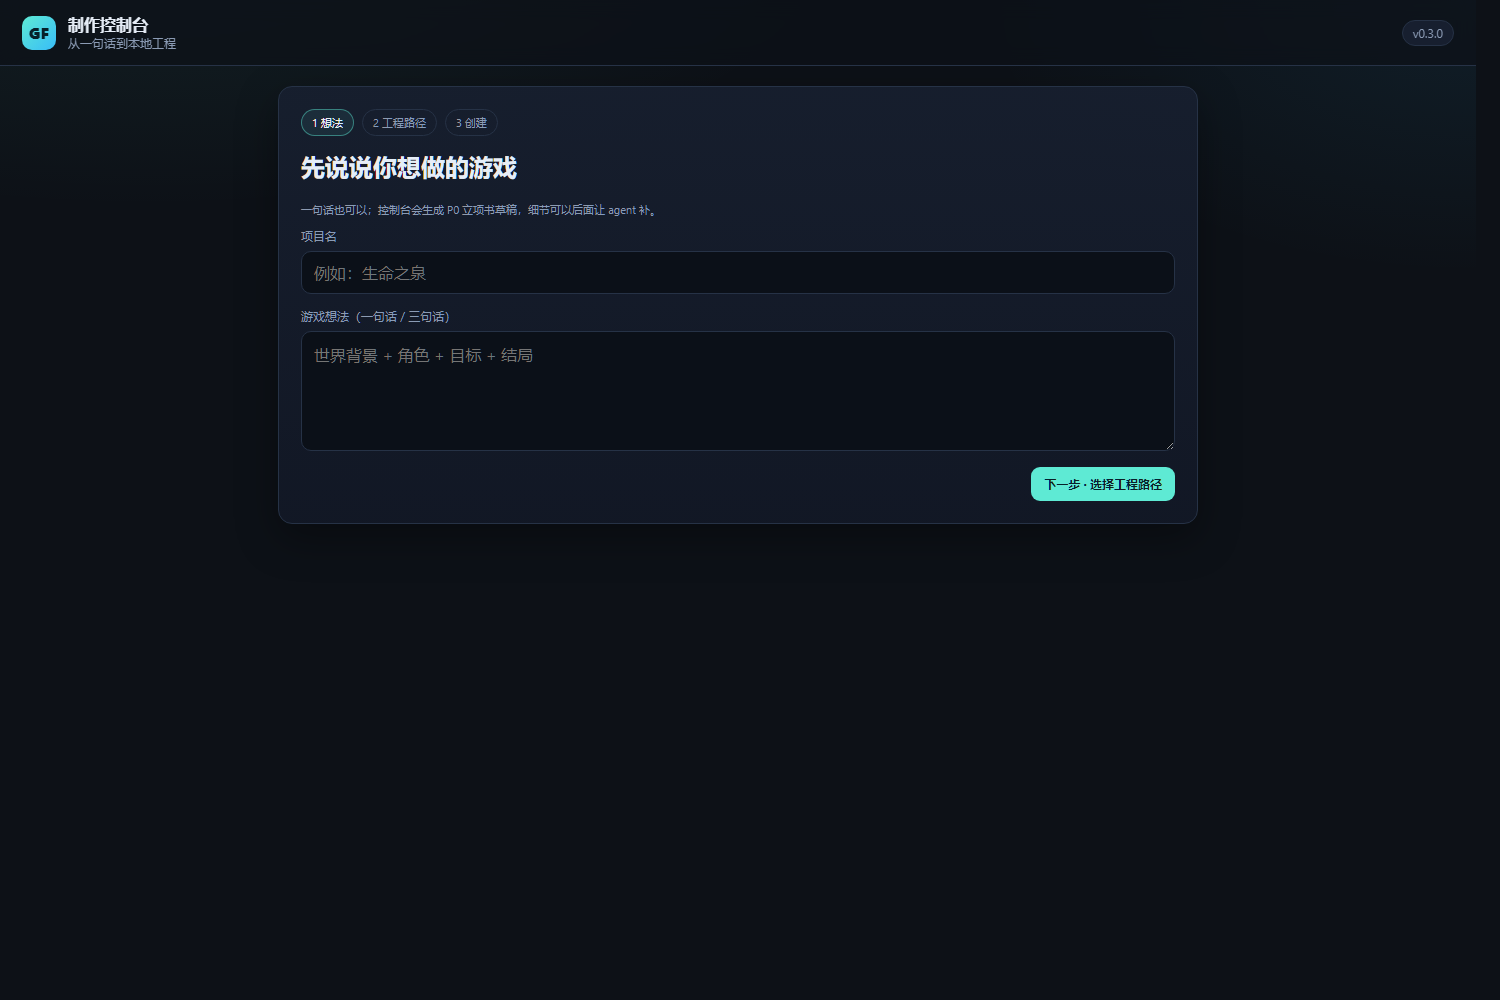 GF
制作控制台
从一句话到本地工程
v0.3.0
1 想法
2 工程路径
3 创建
先说说你想做的游戏
一句话也可以；控制台会生成 P0 立项书草稿，细节可以后面让 agent 补。
项目名
例如：生命之泉
游戏想法（一句话 / 三句话）
世界背景 + 角色 + 目标 + 结局
下一步 · 选择工程路径